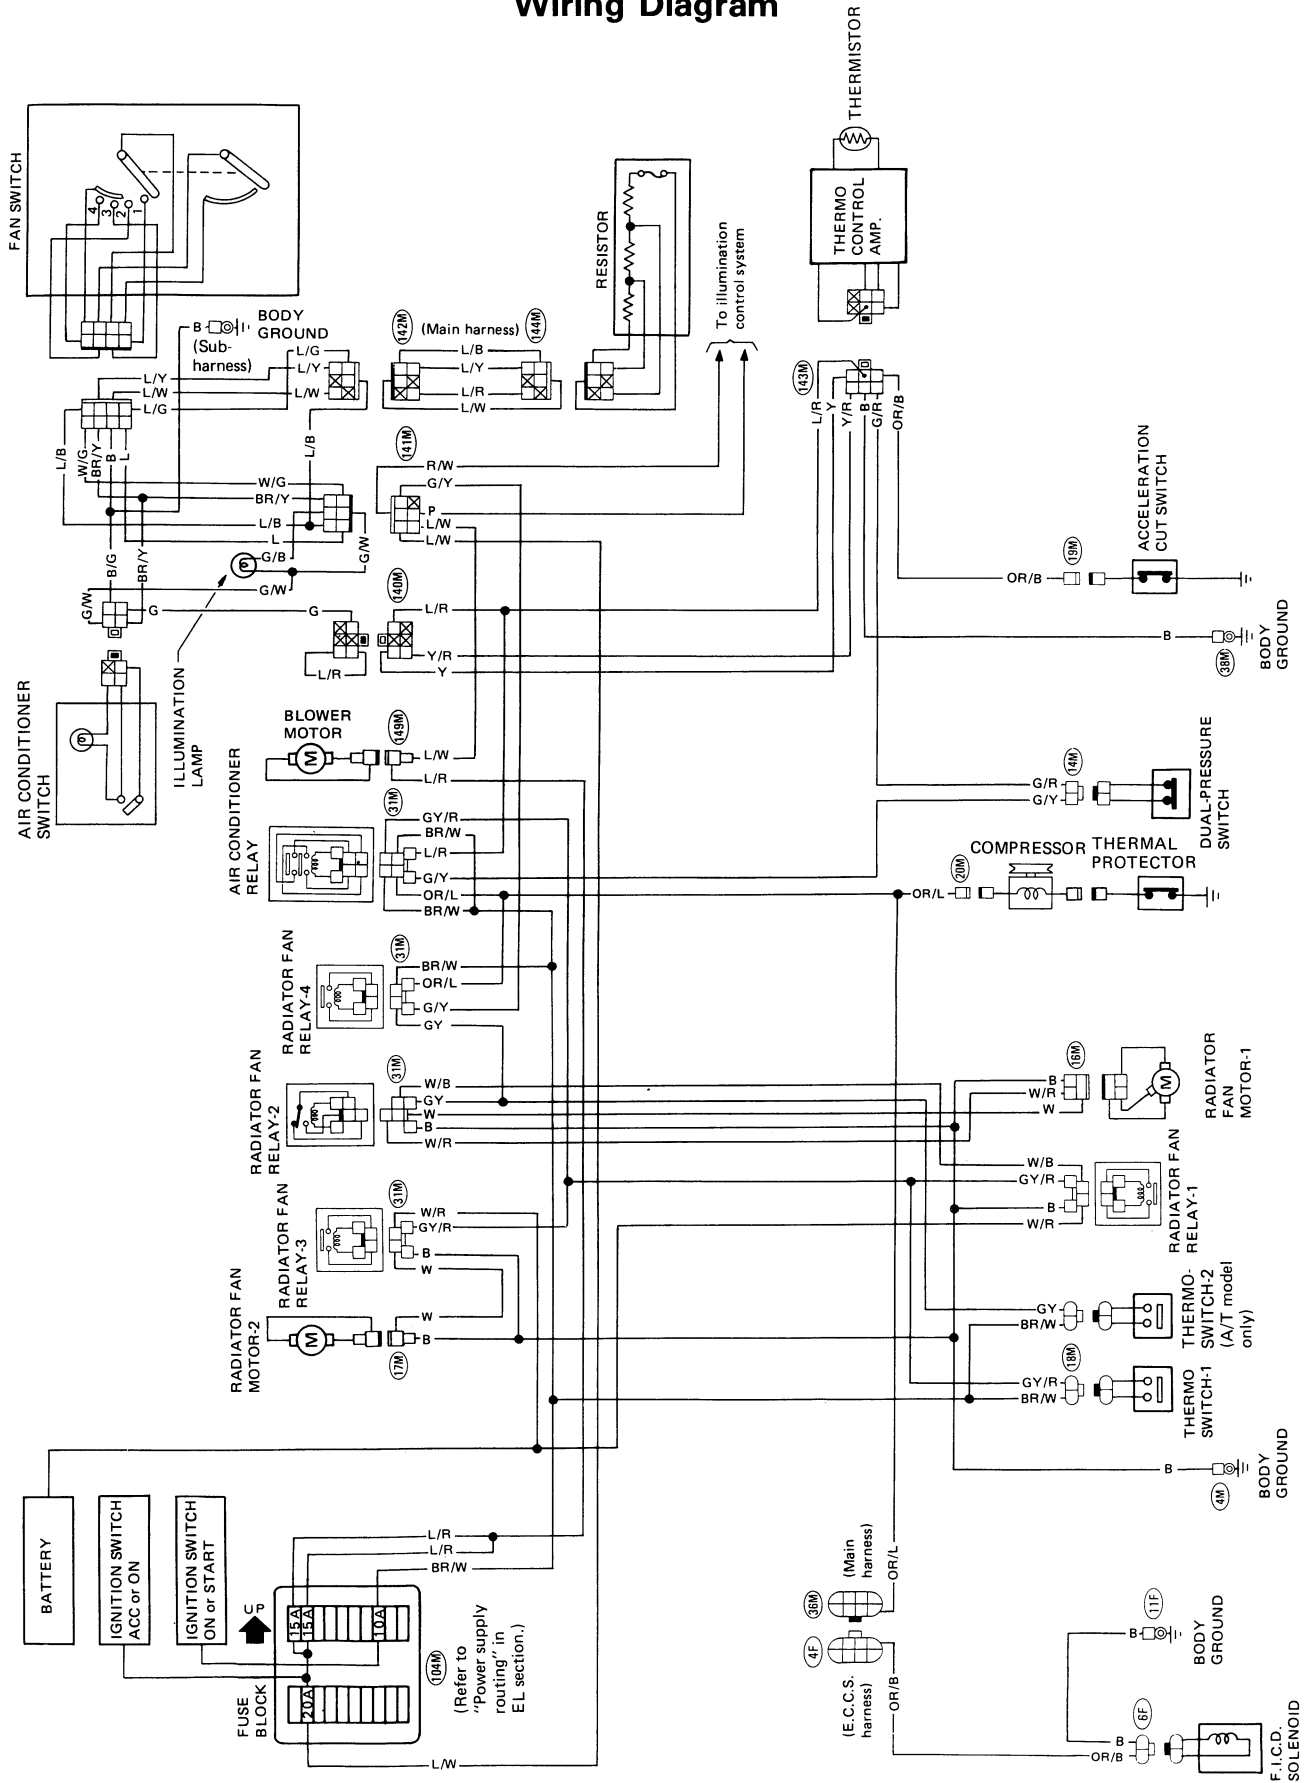 Wiring Diagram
FAN SWITCH
4
3
2
1
B
(Sub-
harness)
BODY
GROUND
L/G
L/Y
L/W
L/Y
L/W
L/G
142M
(Main harness)
144M
L/B
L/Y
L/R
L/W
RESISTOR
To illumination
control system
THERMISTOR
THERMO
CONTROL
AMP.
143M
L/R
Y
Y/R
B
G/R
OR/B
L/B
W/G
BR/Y
B
L
L/B
W/G
BR/Y
L/B
L
G/B
G/W
G/W
141M
R/W
G/Y
P
L/W
L/W
B/G
BR/Y
G/W
G
G
L/R
140M
L/R
Y/R
Y
ACCELERATION
CUT SWITCH
19M
OR/B
B
38M
BODY
GROUND
AIR CONDITIONER
SWITCH
ILLUMINATION
LAMP
BLOWER
MOTOR
M
149M
L/W
L/R
AIR CONDITIONER
RELAY
31M
GY/R
BR/W
L/R
G/Y
OR/L
BR/W
14M
G/R
G/Y
DUAL-PRESSURE
SWITCH
COMPRESSOR
THERMAL
PROTECTOR
20M
OR/L
RADIATOR FAN
RELAY-4
31M
BR/W
OR/L
G/Y
GY
RADIATOR FAN
RELAY-2
31M
W/B
GY
W
B
W/R
16M
B
W/R
W
M
RADIATOR
FAN
MOTOR-1
W/B
GY/R
B
W/R
RADIATOR FAN
RELAY-1
RADIATOR FAN
RELAY-3
31M
W/R
GY/R
B
W
RADIATOR FAN
MOTOR-2
M
17M
W
B
GY
BR/W
THERMO-
SWITCH-2
(A/T model
only)
18M
GY/R
BR/W
THERMO
SWITCH-1
B
4M
BODY
GROUND
BATTERY
IGNITION SWITCH
ACC or ON
IGNITION SWITCH
ON or START
UP
15A
15A
10A
20A
FUSE
BLOCK
L/R
L/R
BR/W
104M
(Refer to
"Power supply
routing" in
EL section.)
L/W
36M
(Main
harness)
OR/L
4F
(E.C.C.S.
harness)
OR/B
B
11F
BODY
GROUND
6F
B
OR/B
F.I.C.D.
SOLENOID